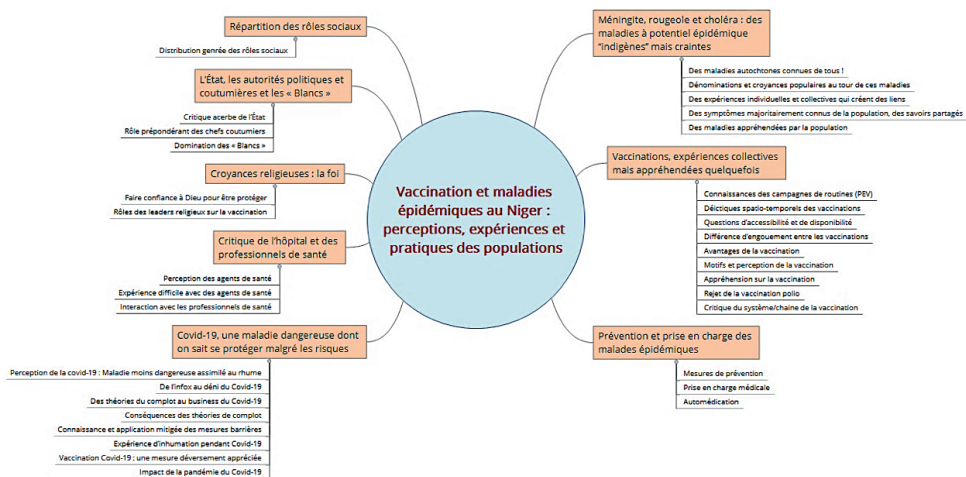 Répartition des rôles sociaux
Distribution genrée des rôles sociaux
L'État, les autorités politiques et
coutumières et les « Blancs »
Critique acerbe de l'État
Rôle prépondérant des chefs coutumiers
Domination des « Blancs »
Croyances religieuses : la foi
Faire confiance à Dieu pour être protéger
Rôles des leaders religieux sur la vaccination
Critique de l'hôpital et des
professionnels de santé
Perception des agents de santé
Expérience difficile avec des agents de santé
Interaction avec les professionnels de santé
Covid-19, une maladie dangereuse dont
on sait se protéger malgré les risques
Perception de la covid-19 : Maladie moins dangereuse assimilé au rhume
De l'infox au déni du Covid-19
Des théories du complot au business du Covid-19
Conséquences des théories de complot
Connaissance et application mitigée des mesures barrières
Expérience d'inhumation pendant Covid-19
Vaccination Covid-19 : une mesure déversement appréciée
Impact de la pandémie du Covid-19
Vaccination et maladies
épidémiques au Niger :
perceptions, expériences et
pratiques des populations
Méningite, rougeole et choléra : des
maladies à potentiel épidémique
"indigènes" mais craintes
Des maladies autochtones connues de tous !
Dénominations et croyances populaires au tour de ces maladies
Des expériences individuelles et collectives qui créent des liens
Des symptômes majoritairement connus de la population, des savoirs partagés
Des maladies appréhendées par la population
Vaccinations, expériences collectives
mais appréhendées quelquefois
Connaissances des campagnes de routines (PEV)
Déictiques spatio-temporels des vaccinations
Questions d'accessibilité et de disponibilité
Différence d'engouement entre les vaccinations
Avantages de la vaccination
Motifs et perception de la vaccination
Appréhension sur la vaccination
Rejet de la vaccination polio
Critique du système/chaine de la vaccination
Prévention et prise en charge des
malades épidémiques
Mesures de prévention
Prise en charge médicale
Automédication